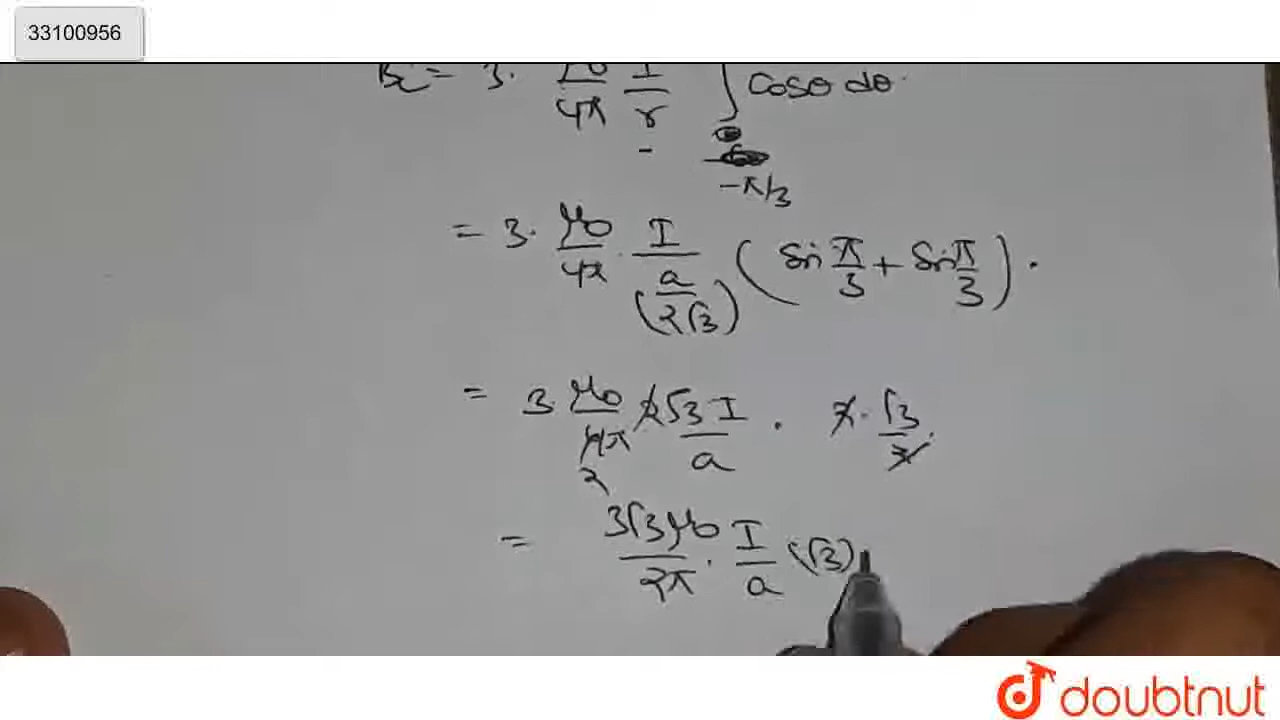 33100956
Bc = 3. μ0/4π I/r ∫ cosθ dθ.
-π/3
= 3. μ0/4π . I/(a/2√3) (Sin π/3 + Sin π/3) .
= 3 μ0/4π 2√3 I/a . 2. √3/2 .
2
= 3√3 μ0/2π . I/a (√3)
doubtnut